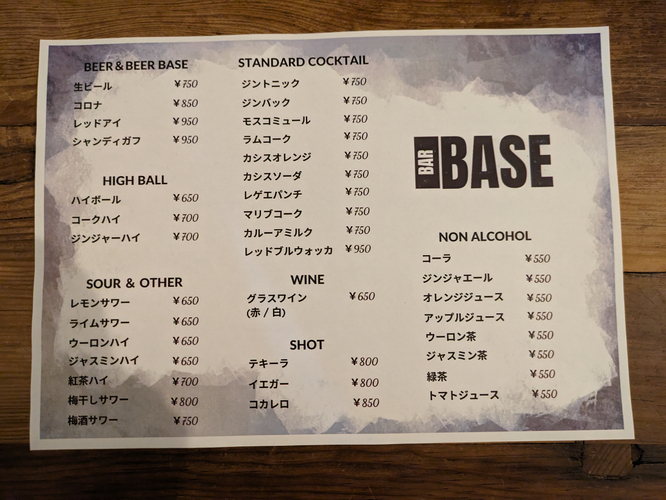 BEER & BEER BASE
生ビール ¥750
コロナ ¥850
レッドアイ ¥950
シャンディガフ ¥950
HIGH BALL
ハイボール ¥650
コークハイ ¥700
ジンジャーハイ ¥700
SOUR & OTHER
レモンサワー ¥650
ライムサワー ¥650
ウーロンハイ ¥650
ジャスミンハイ ¥650
紅茶ハイ ¥700
梅干しサワー ¥800
梅酒サワー ¥750
STANDARD COCKTAIL
ジントニック ¥750
ジンバック ¥750
モスコミュール ¥750
ラムコーク ¥750
カシスオレンジ ¥750
カシスソーダ ¥750
レゲエパンチ ¥750
マリブコーク ¥750
カルーアミルク ¥750
レッドブルウォッカ ¥950
WINE
グラスワイン ¥650
(赤 / 白)
SHOT
テキーラ ¥800
イエガー ¥800
コカレロ ¥850
BAR BASE
NON ALCOHOL
コーラ ¥550
ジンジャエール ¥550
オレンジジュース ¥550
アップルジュース ¥550
ウーロン茶 ¥550
ジャスミン茶 ¥550
緑茶 ¥550
トマトジュース ¥550